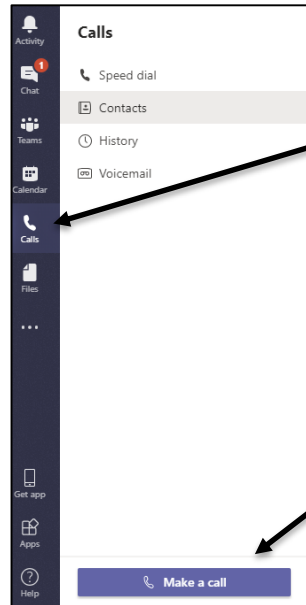 Activity
1
Chat
Teams
Calendar
Calls
Files
Get app
Apps
Help
Calls
Speed dial
Contacts
History
Voicemail
Make a call